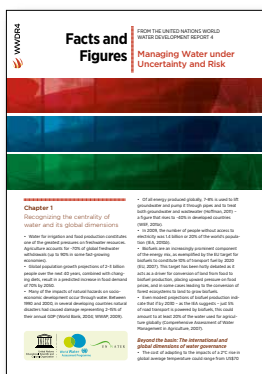 WWDR4
Facts and
Figures
FROM THE UNITED NATIONS WORLD
WATER DEVELOPMENT REPORT 4
Managing Water under
Uncertainty and Risk
Chapter 1
Recognizing the centrality of
water and its global dimensions
• Water for irrigation and food production constitutes
one of the greatest pressures on freshwater resources.
Agriculture accounts for ~70% of global freshwater
withdrawals (up to 90% in some fast-growing
economies).
• Global population growth projections of 2–3 billion
people over the next 40 years, combined with chang-
ing diets, result in a predicted increase in food demand
of 70% by 2050.
• Many of the impacts of natural hazards on socio-
economic development occur through water. Between
1990 and 2000, in several developing countries natural
disasters had caused damage representing 2–15% of
their annual GDP (World Bank, 2004; WWAP, 2009).
• Of all energy produced globally, 7–8% is used to lift
groundwater and pump it through pipes and to treat
both groundwater and wastewater (Hoffman, 2011) –
a figure that rises to ~40% in developed countries
(WEF, 2011a).
• In 2009, the number of people without access to
electricity was 1.4 billion or 20% of the world's popula-
tion (IEA, 2010b).
• Biofuels are an increasingly prominent component
of the energy mix, as exemplified by the EU target for
biofuels to constitute 10% of transport fuel by 2020
(EU, 2007). This target has been hotly debated as it
acts as a driver for conversion of land from food to
biofuel production, placing upward pressure on food
prices, and in some cases leading to the conversion of
forest ecosystems to land to grow biofuels.
• Even modest projections of biofuel production indi-
cate that if by 2030 – as the IEA suggests – just 5%
of road transport is powered by biofuels, this could
amount to at least 20% of the water used for agricul-
ture globally (Comprehensive Assessment of Water
Management in Agriculture, 2007).
Beyond the basin: The international and
global dimensions of water governance
• The cost of adapting to the impacts of a 2°C rise in
global average temperature could range from US$70
UN WATER